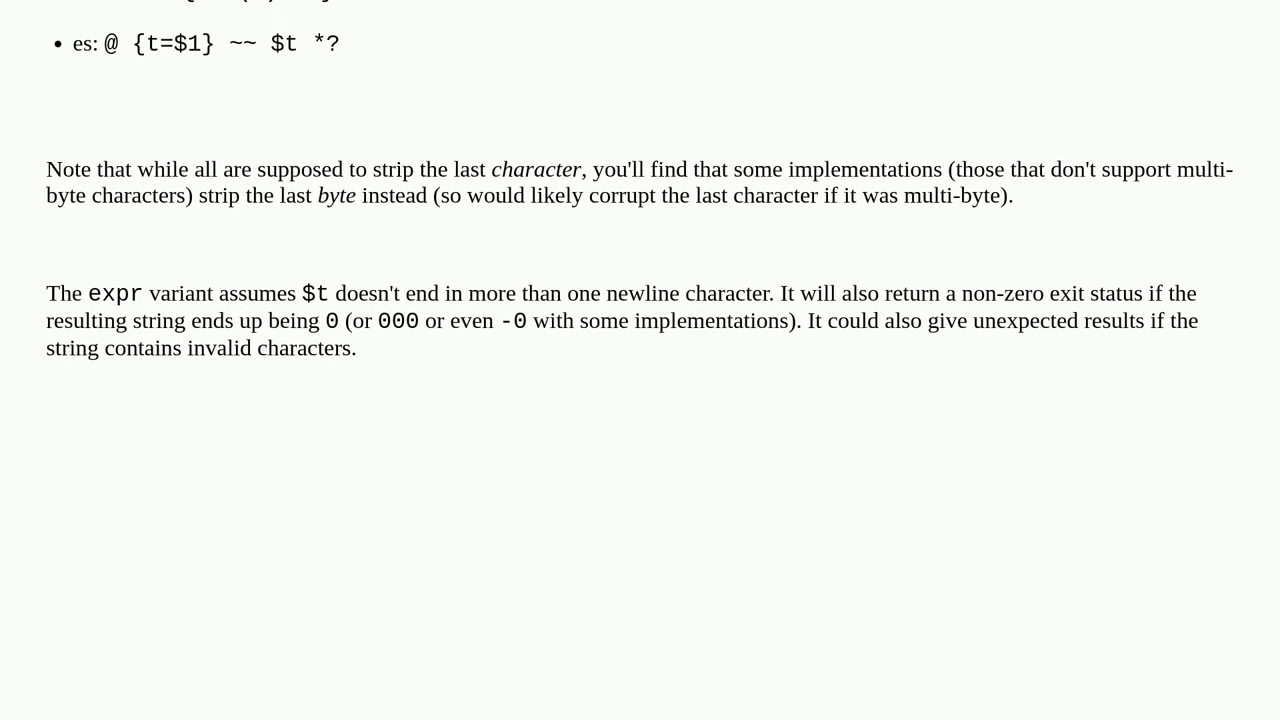 • es: @ {t=$1} ~~ $t *?
Note that while all are supposed to strip the last character, you'll find that some implementations (those that don't support multi-
byte characters) strip the last byte instead (so would likely corrupt the last character if it was multi-byte).
The expr variant assumes $t doesn't end in more than one newline character. It will also return a non-zero exit status if the
resulting string ends up being 0 (or 000 or even -0 with some implementations). It could also give unexpected results if the
string contains invalid characters.